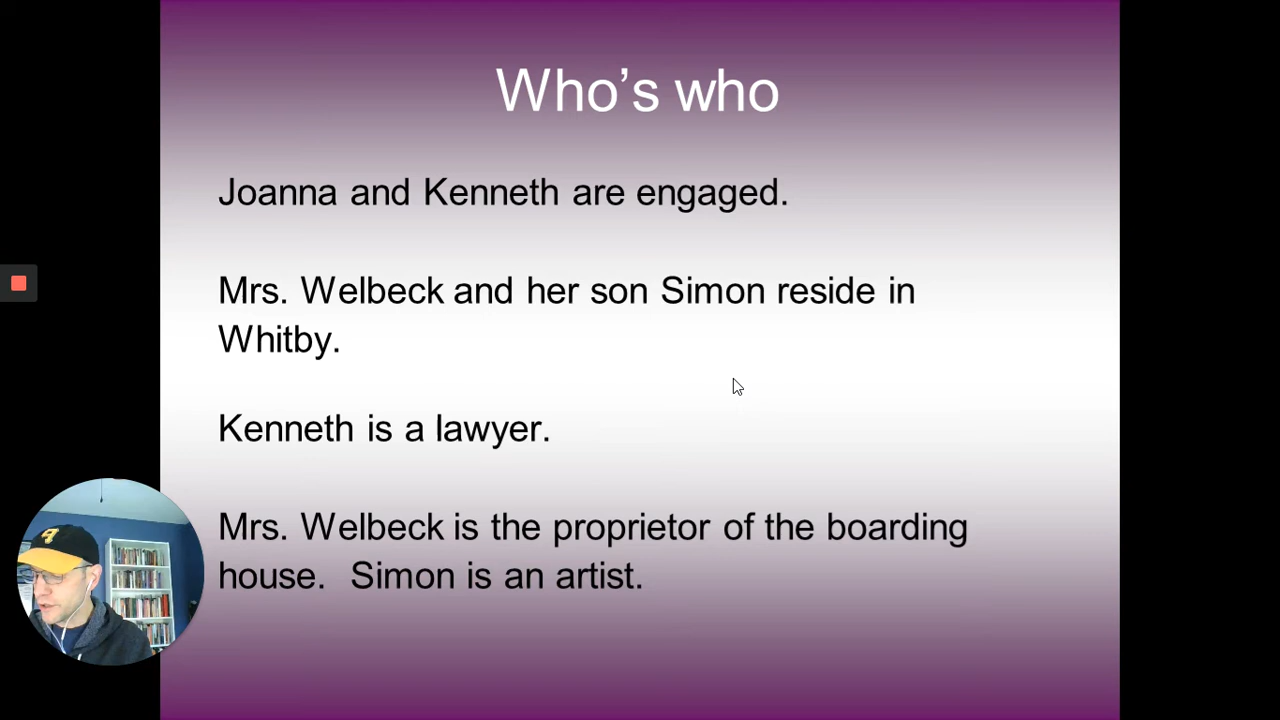 Who’s who
Joanna and Kenneth are engaged.
Mrs. Welbeck and her son Simon reside in
Whitby.
Kenneth is a lawyer.
Mrs. Welbeck is the proprietor of the boarding
house.  Simon is an artist.